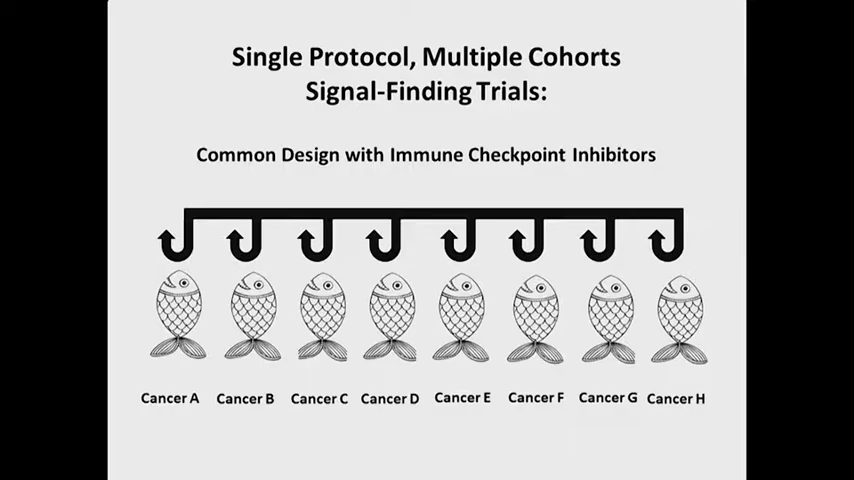 Single Protocol, Multiple Cohorts
Signal-Finding Trials:
Common Design with Immune Checkpoint Inhibitors
Cancer A Cancer B Cancer C Cancer D Cancer E Cancer F Cancer G Cancer H